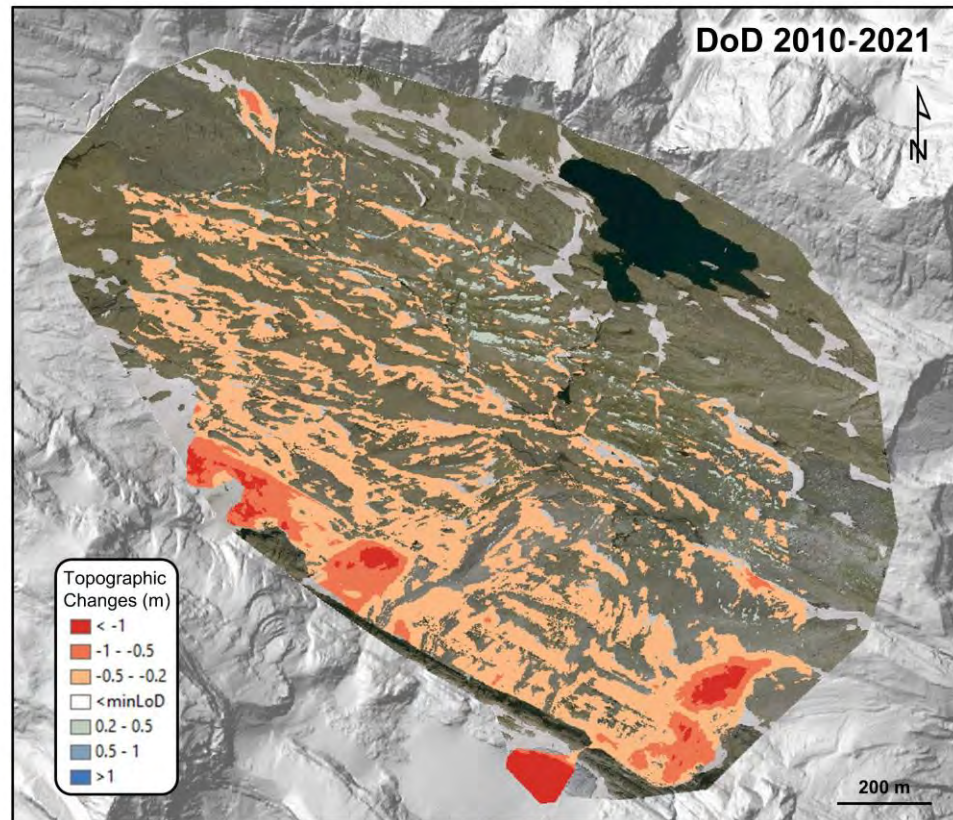 DoD 2010-2021
N
Topographic
Changes (m)
< -1
-1 - -0.5
-0.5 - -0.2
<minLoD
0.2 - 0.5
0.5 - 1
>1
200 m